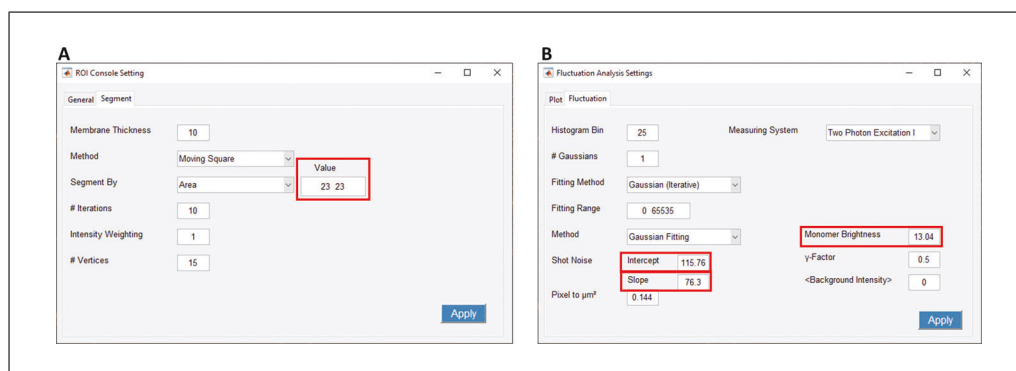 A
ROI Console Setting
General Segment
Membrane Thickness 10
Method Moving Square
Value
Segment By Area 23 23
# Iterations 10
Intensity Weighting 1
# Vertices 15
Apply
B
Fluctuation Analysis Settings
Plot Fluctuation
Histogram Bin 25 Measuring System Two Photon Excitation I
# Gaussians 1
Fitting Method Gaussian (Iterative)
Fitting Range 0 65535
Method Gaussian Fitting Monomer Brightness 13.04
Shot Noise Intercept 115.76 γ-Factor 0.5
Slope 76.3 <Background Intensity> 0
Pixel to µm² 0.144
Apply